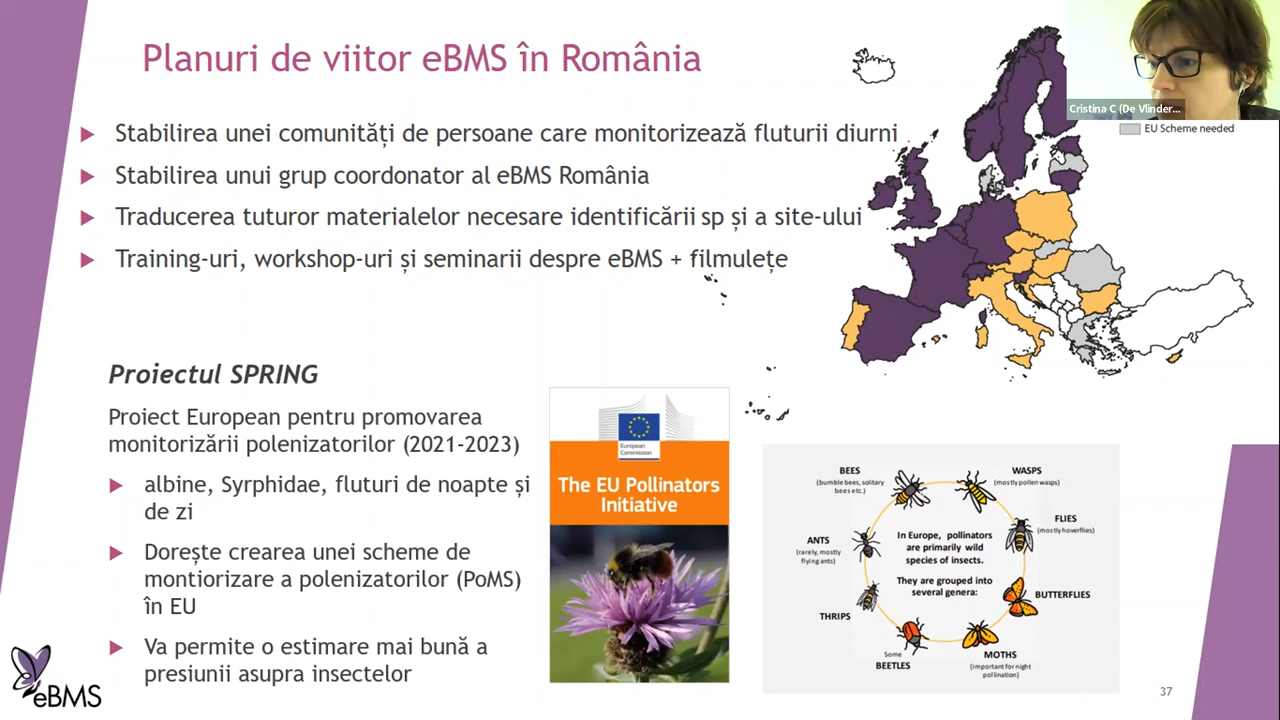 Planuri de viitor eBMS în România
Cristina C (De Vlinder...
EU Scheme needed
Stabilirea unei comunități de persoane care monitorizează fluturii diurni
Stabilirea unui grup coordonator al eBMS România
Traducerea tuturor materialelor necesare identificării sp și a site-ului
Training-uri, workshop-uri și seminarii despre eBMS + filmulețe
Proiectul SPRING
Proiect European pentru promovarea
monitorizării polenizatorilor (2021-2023)
albine, Syrphidae, fluturi de noapte și
de zi
Dorește crearea unei scheme de
montiorizare a polenizatorilor (PoMS)
în EU
Va permite o estimare mai bună a
presiunii asupra insectelor
European
Commission
The EU Pollinators
Initiative
BEES
(bumble bees, solitary
bees etc.)
WASPS
(mostly pollen wasps)
FLIES
(mostly hoverflies)
ANTS
(rarely, mostly
flying ants)
In Europe, pollinators
are primarily wild
species of insects.
They are grouped into
several genera:
BUTTERFLIES
THRIPS
Some
BEETLES
MOTHS
(important for night
pollination)
eBMS
37